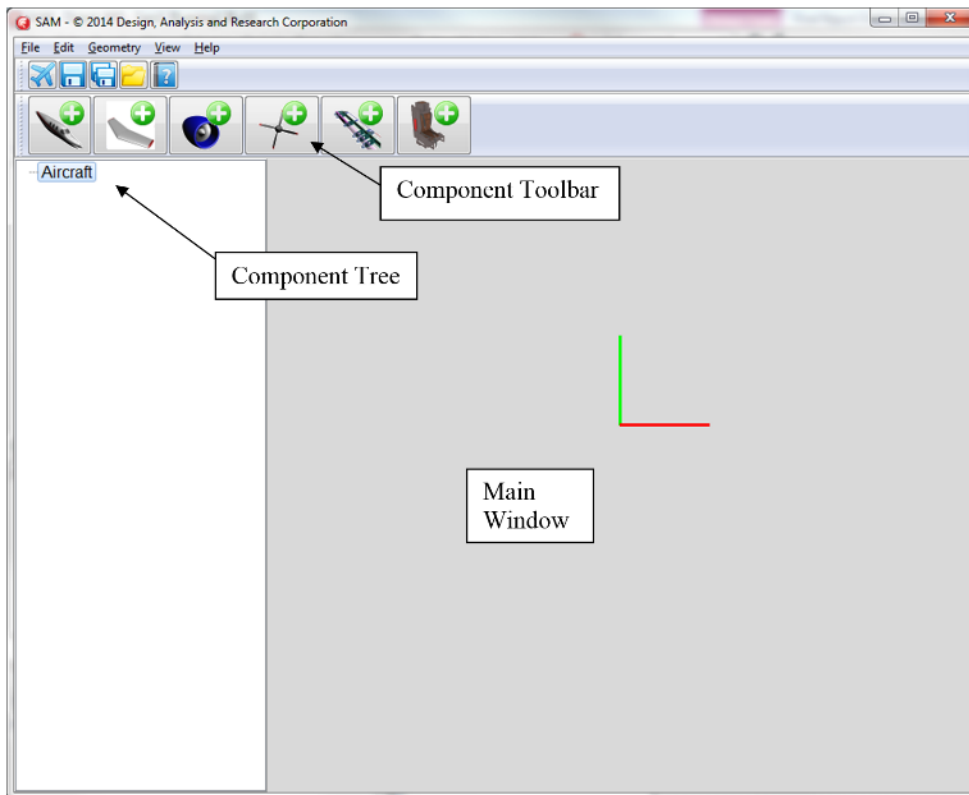 SAM - © 2014 Design, Analysis and Research Corporation
File Edit Geometry View Help
Aircraft
Component Toolbar
Component Tree
Main
Window